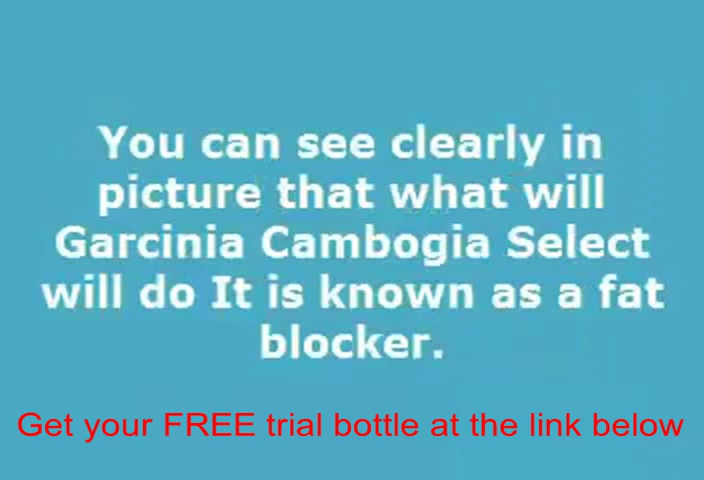 You can see clearly in
picture that what will
Garcinia Cambogia Select
will do It is known as a fat
blocker.
Get your FREE trial bottle at the link below